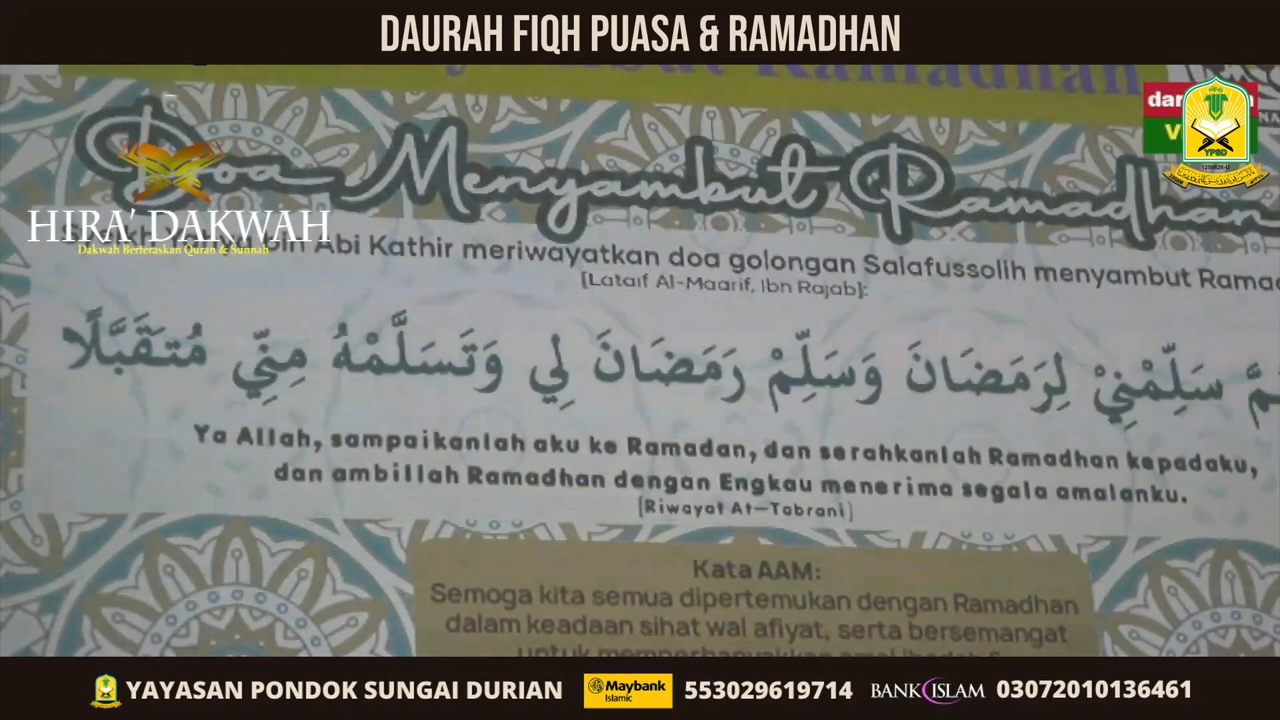 DAURAH FIQH PUASA & RAMADHAN
Doa Menyambut Ramadhan
HIRA' DAKWAH
Dakwah Berteraskan Quran & Sunnah
Abi Kathir meriwayatkan doa golongan Salafussolih menyambut
[Lataif Al-Maarif, Ibn Rajab]:
سَلِّمْنِيْ لِرَمَضَانَ وَسَلِّمْ رَمَضَانَ لِي وَتَسَلَّمْهُ مِنِّي مُتَقَبَّلًا
Ya Allah, sampaikanlah aku ke Ramadan, dan serahkanlah Ramadhan kepadaku,
dan ambillah Ramadhan dengan Engkau menerima segala amalanku.
[Riwayat At-Tabrani]
Kata AAM:
Semoga kita semua dipertemukan dengan Ramadhan
dalam keadaan sihat wal afiyat, serta bersemangat
YPSD
YAYASAN PONDOK SUNGAI DURIAN
Maybank
Islamic
553029619714
BANK ISLAM
03072010136461